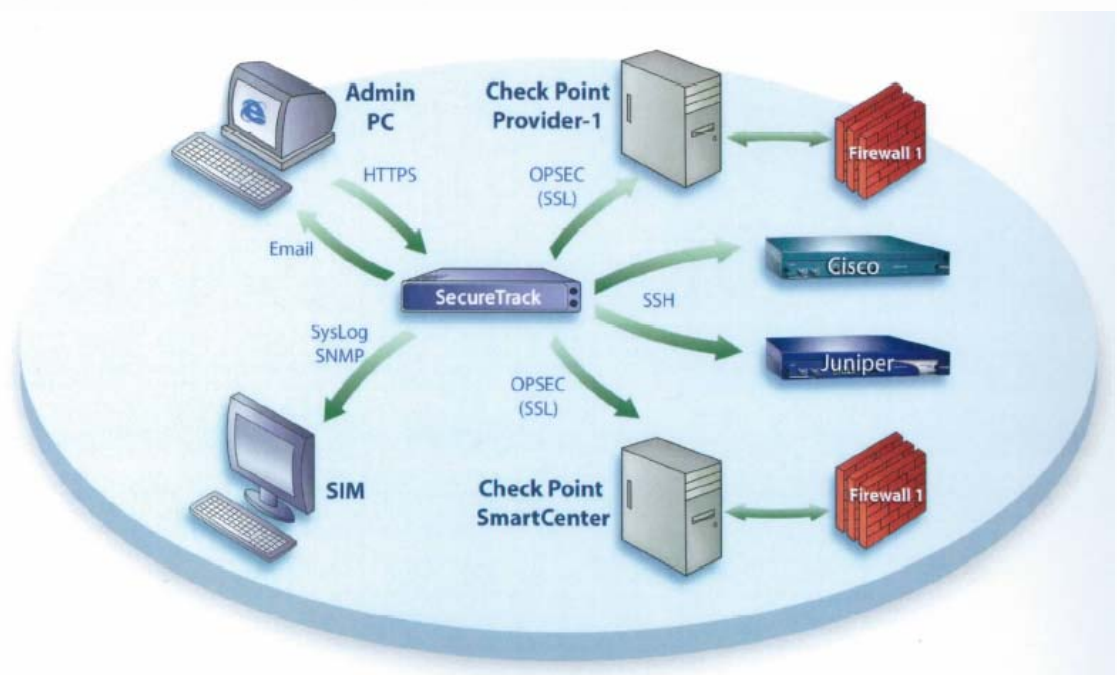 Admin
PC
Check Point
Provider-1
Firewall 1
HTTPS
OPSEC
(SSL)
Email
Cisco
SecureTrack
SSH
SysLog
SNMP
Juniper
OPSEC
(SSL)
SIM
Check Point
SmartCenter
Firewall 1